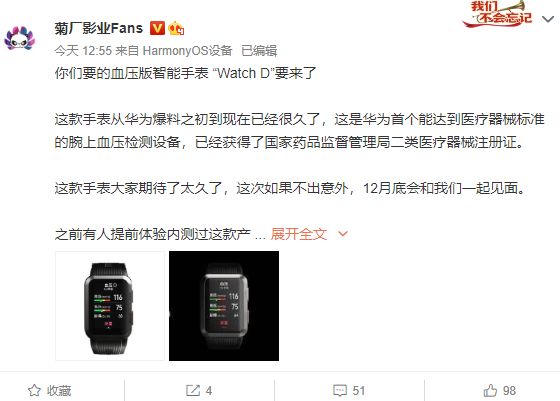 我们
不会忘记
菊厂影业Fans
今天 12:55 来自 HarmonyOS设备 已编辑
你们要的血压版智能手表 “Watch D”要来了
这款手表从华为爆料之初到现在已经很久了，这是华为首个能达到医疗器械标准
的腕上血压检测设备，已经获得了国家药品监督管理局二类医疗器械注册证。
这款手表大家期待了太久了，这次如果不出意外，12月底会和我们一起见面。
之前有人提前体验内测过这款产 ... 展开全文
116
75
116
75
收藏 4 51 98